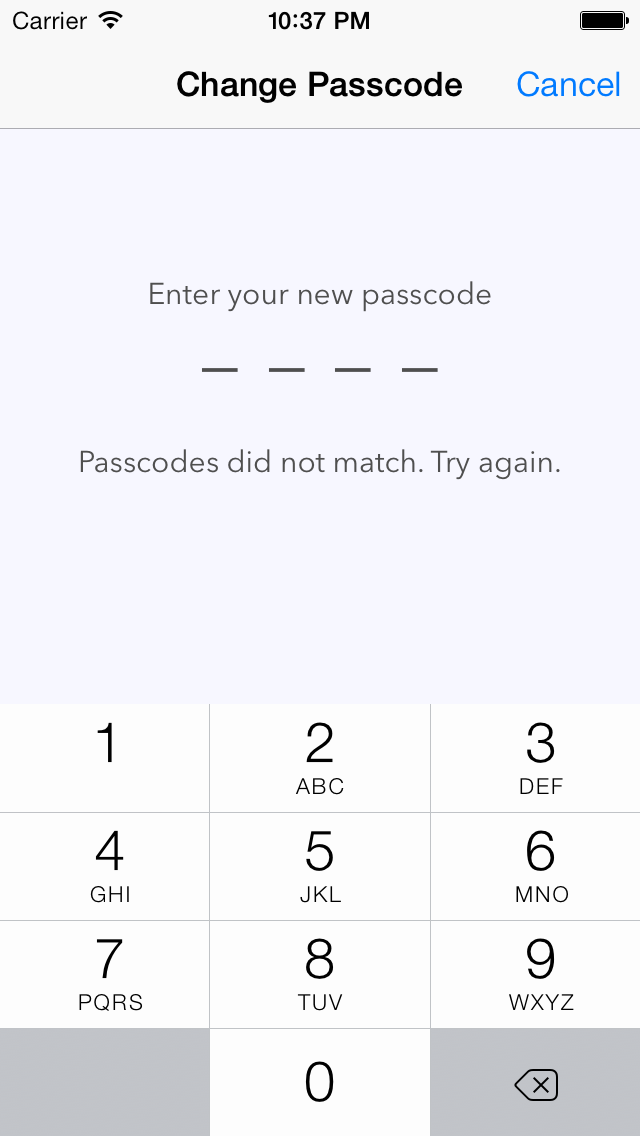 Carrier 10:37 PM
Change Passcode Cancel
Enter your new passcode
Passcodes did not match. Try again.
1 2 3
ABC DEF
4 5 6
GHI JKL MNO
7 8 9
PQRS TUV WXYZ
0